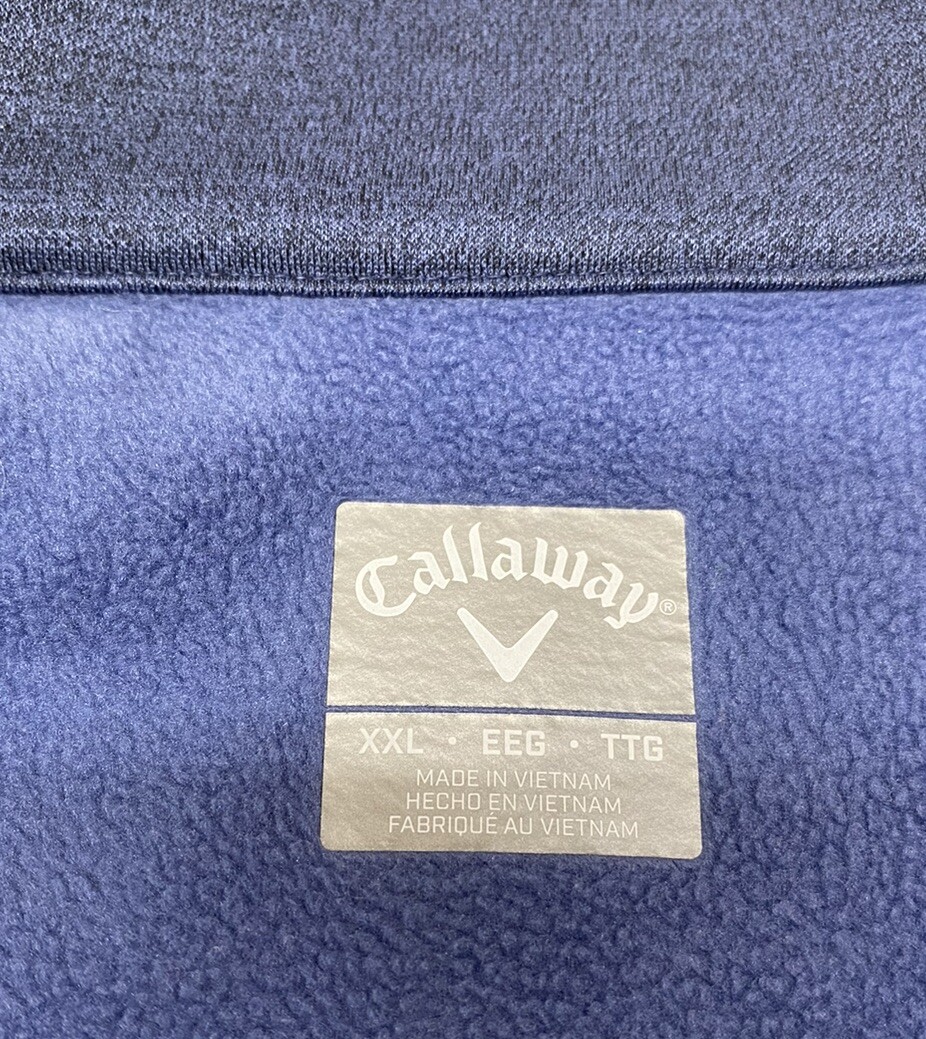 Callaway®
XXL · EEG · TTG
MADE IN VIETNAM
HECHO EN VIETNAM
FABRIQUÉ AU VIETNAM